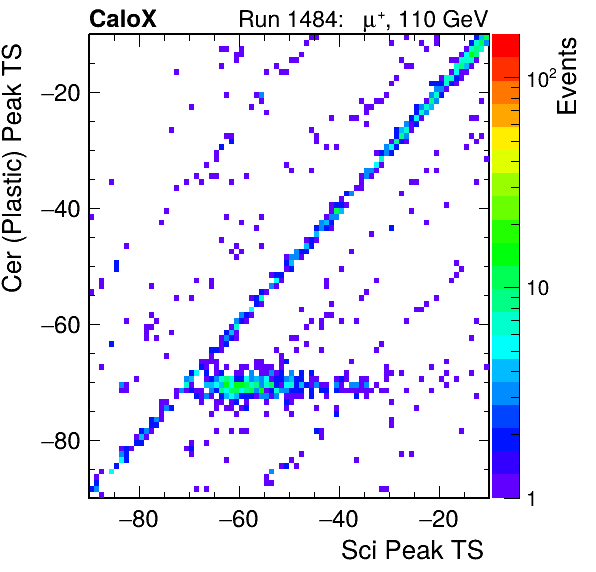 CaloX Run 1484: μ⁺, 110 GeV
Cer (Plastic) Peak TS
−20
−40
−60
−80
−80 −60 −40 −20
Sci Peak TS
Events
10²
10
1